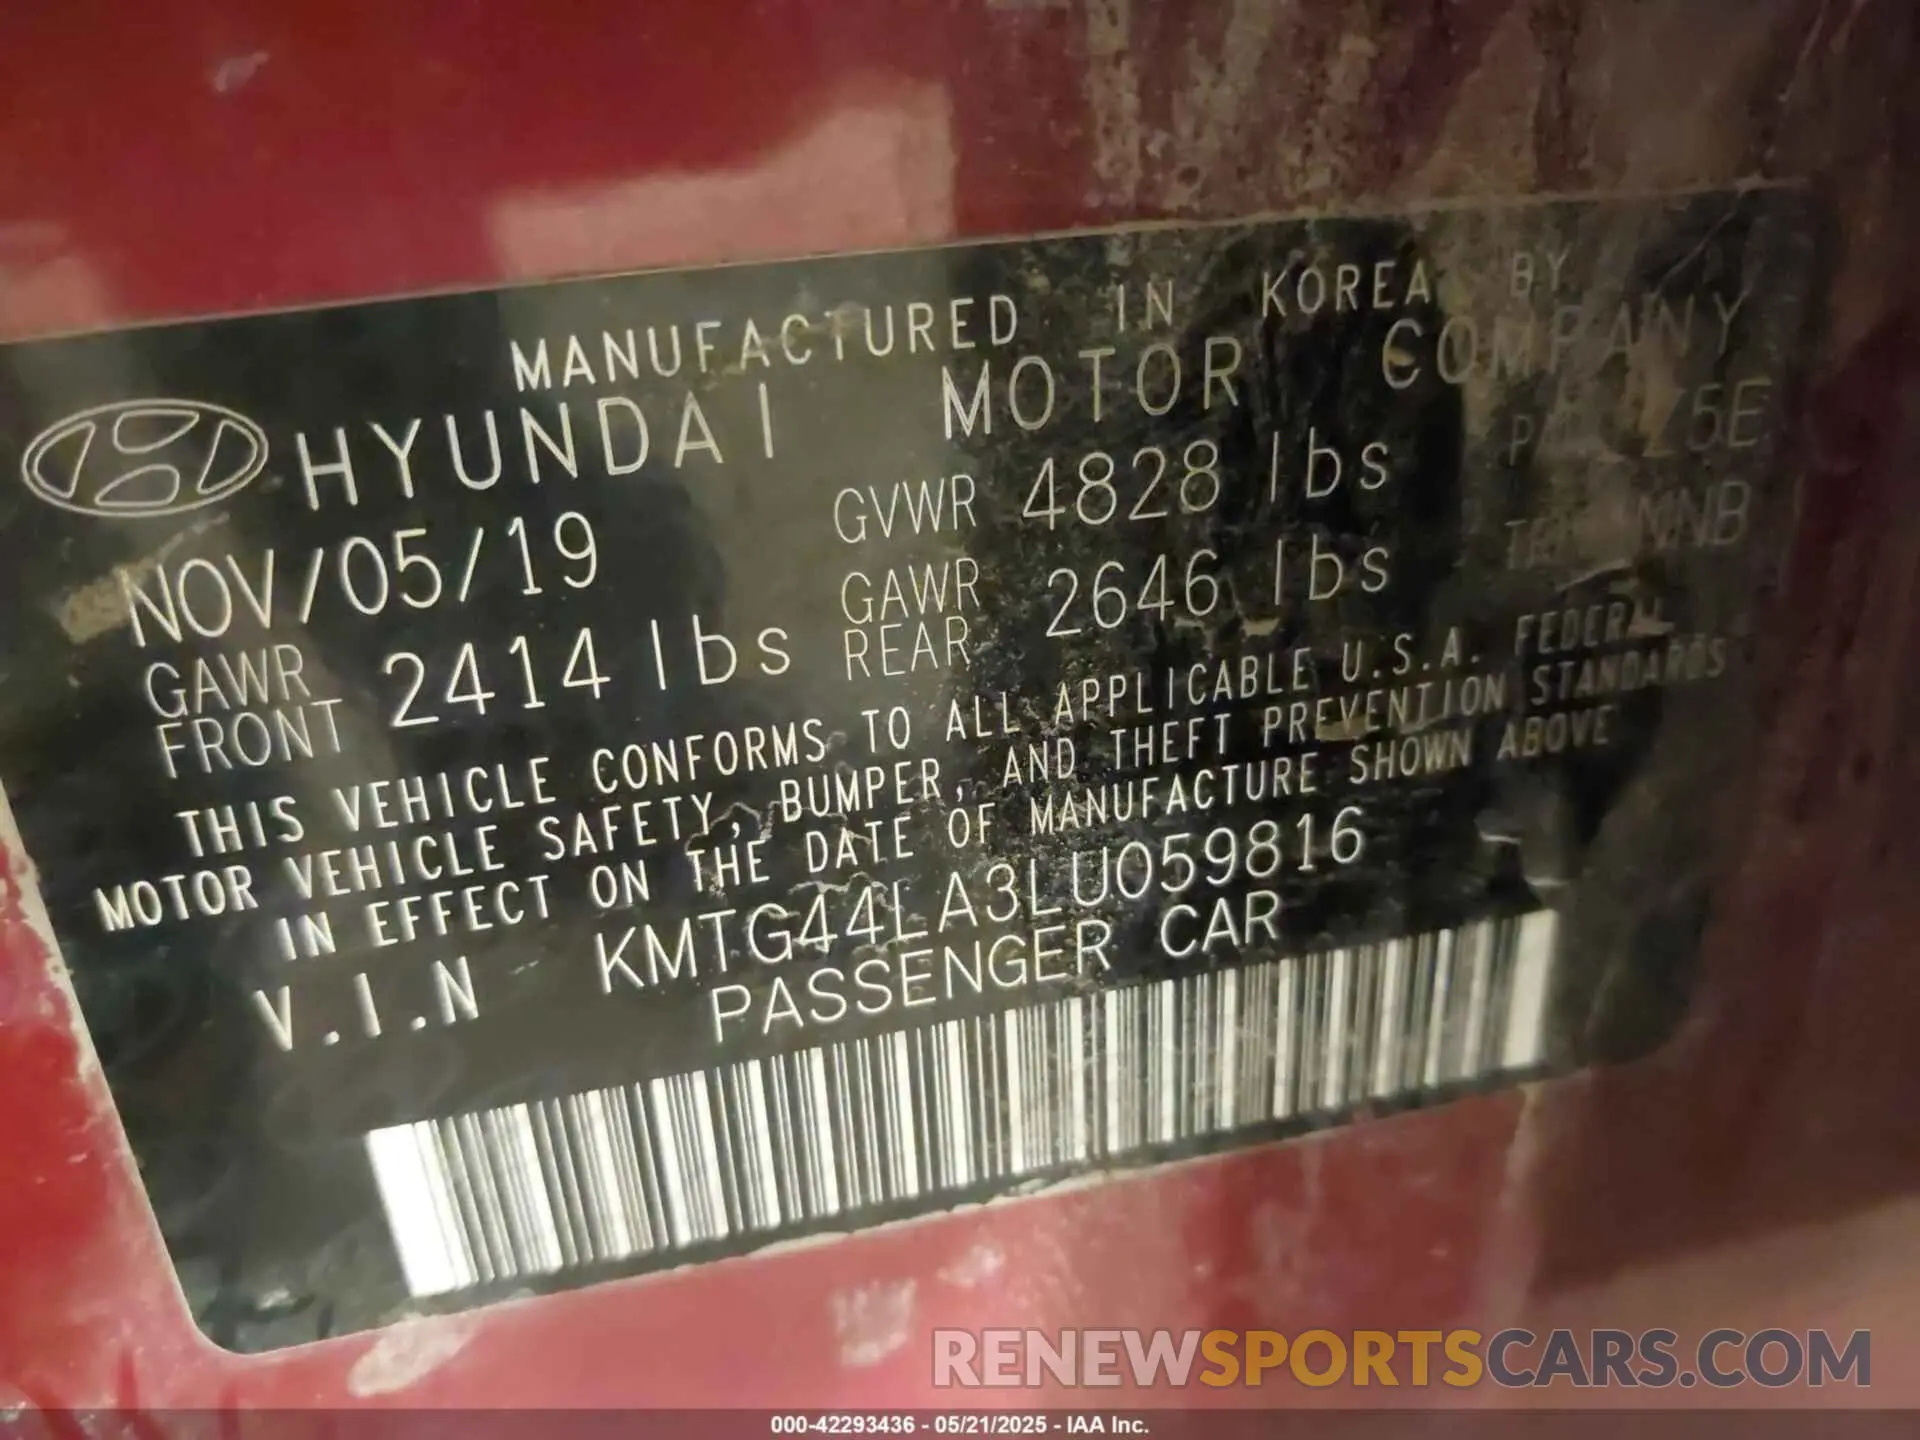 MANUFACTURED IN KOREA BY
HYUNDAI MOTOR COMPANY
NOV/05/19 GVWR 4828 lbs
GAWR FRONT 2414 lbs GAWR REAR 2646 lbs
THIS VEHICLE CONFORMS TO ALL APPLICABLE U.S.A. FEDERAL
MOTOR VEHICLE SAFETY, BUMPER, AND THEFT PREVENTION STANDARDS
IN EFFECT ON THE DATE OF MANUFACTURE SHOWN ABOVE
V.I.N KMTG44LA3LU059816
PASSENGER CAR
RENEWSPORTSCARS.COM
000-42293436 - 05/21/2025 - IAA Inc.